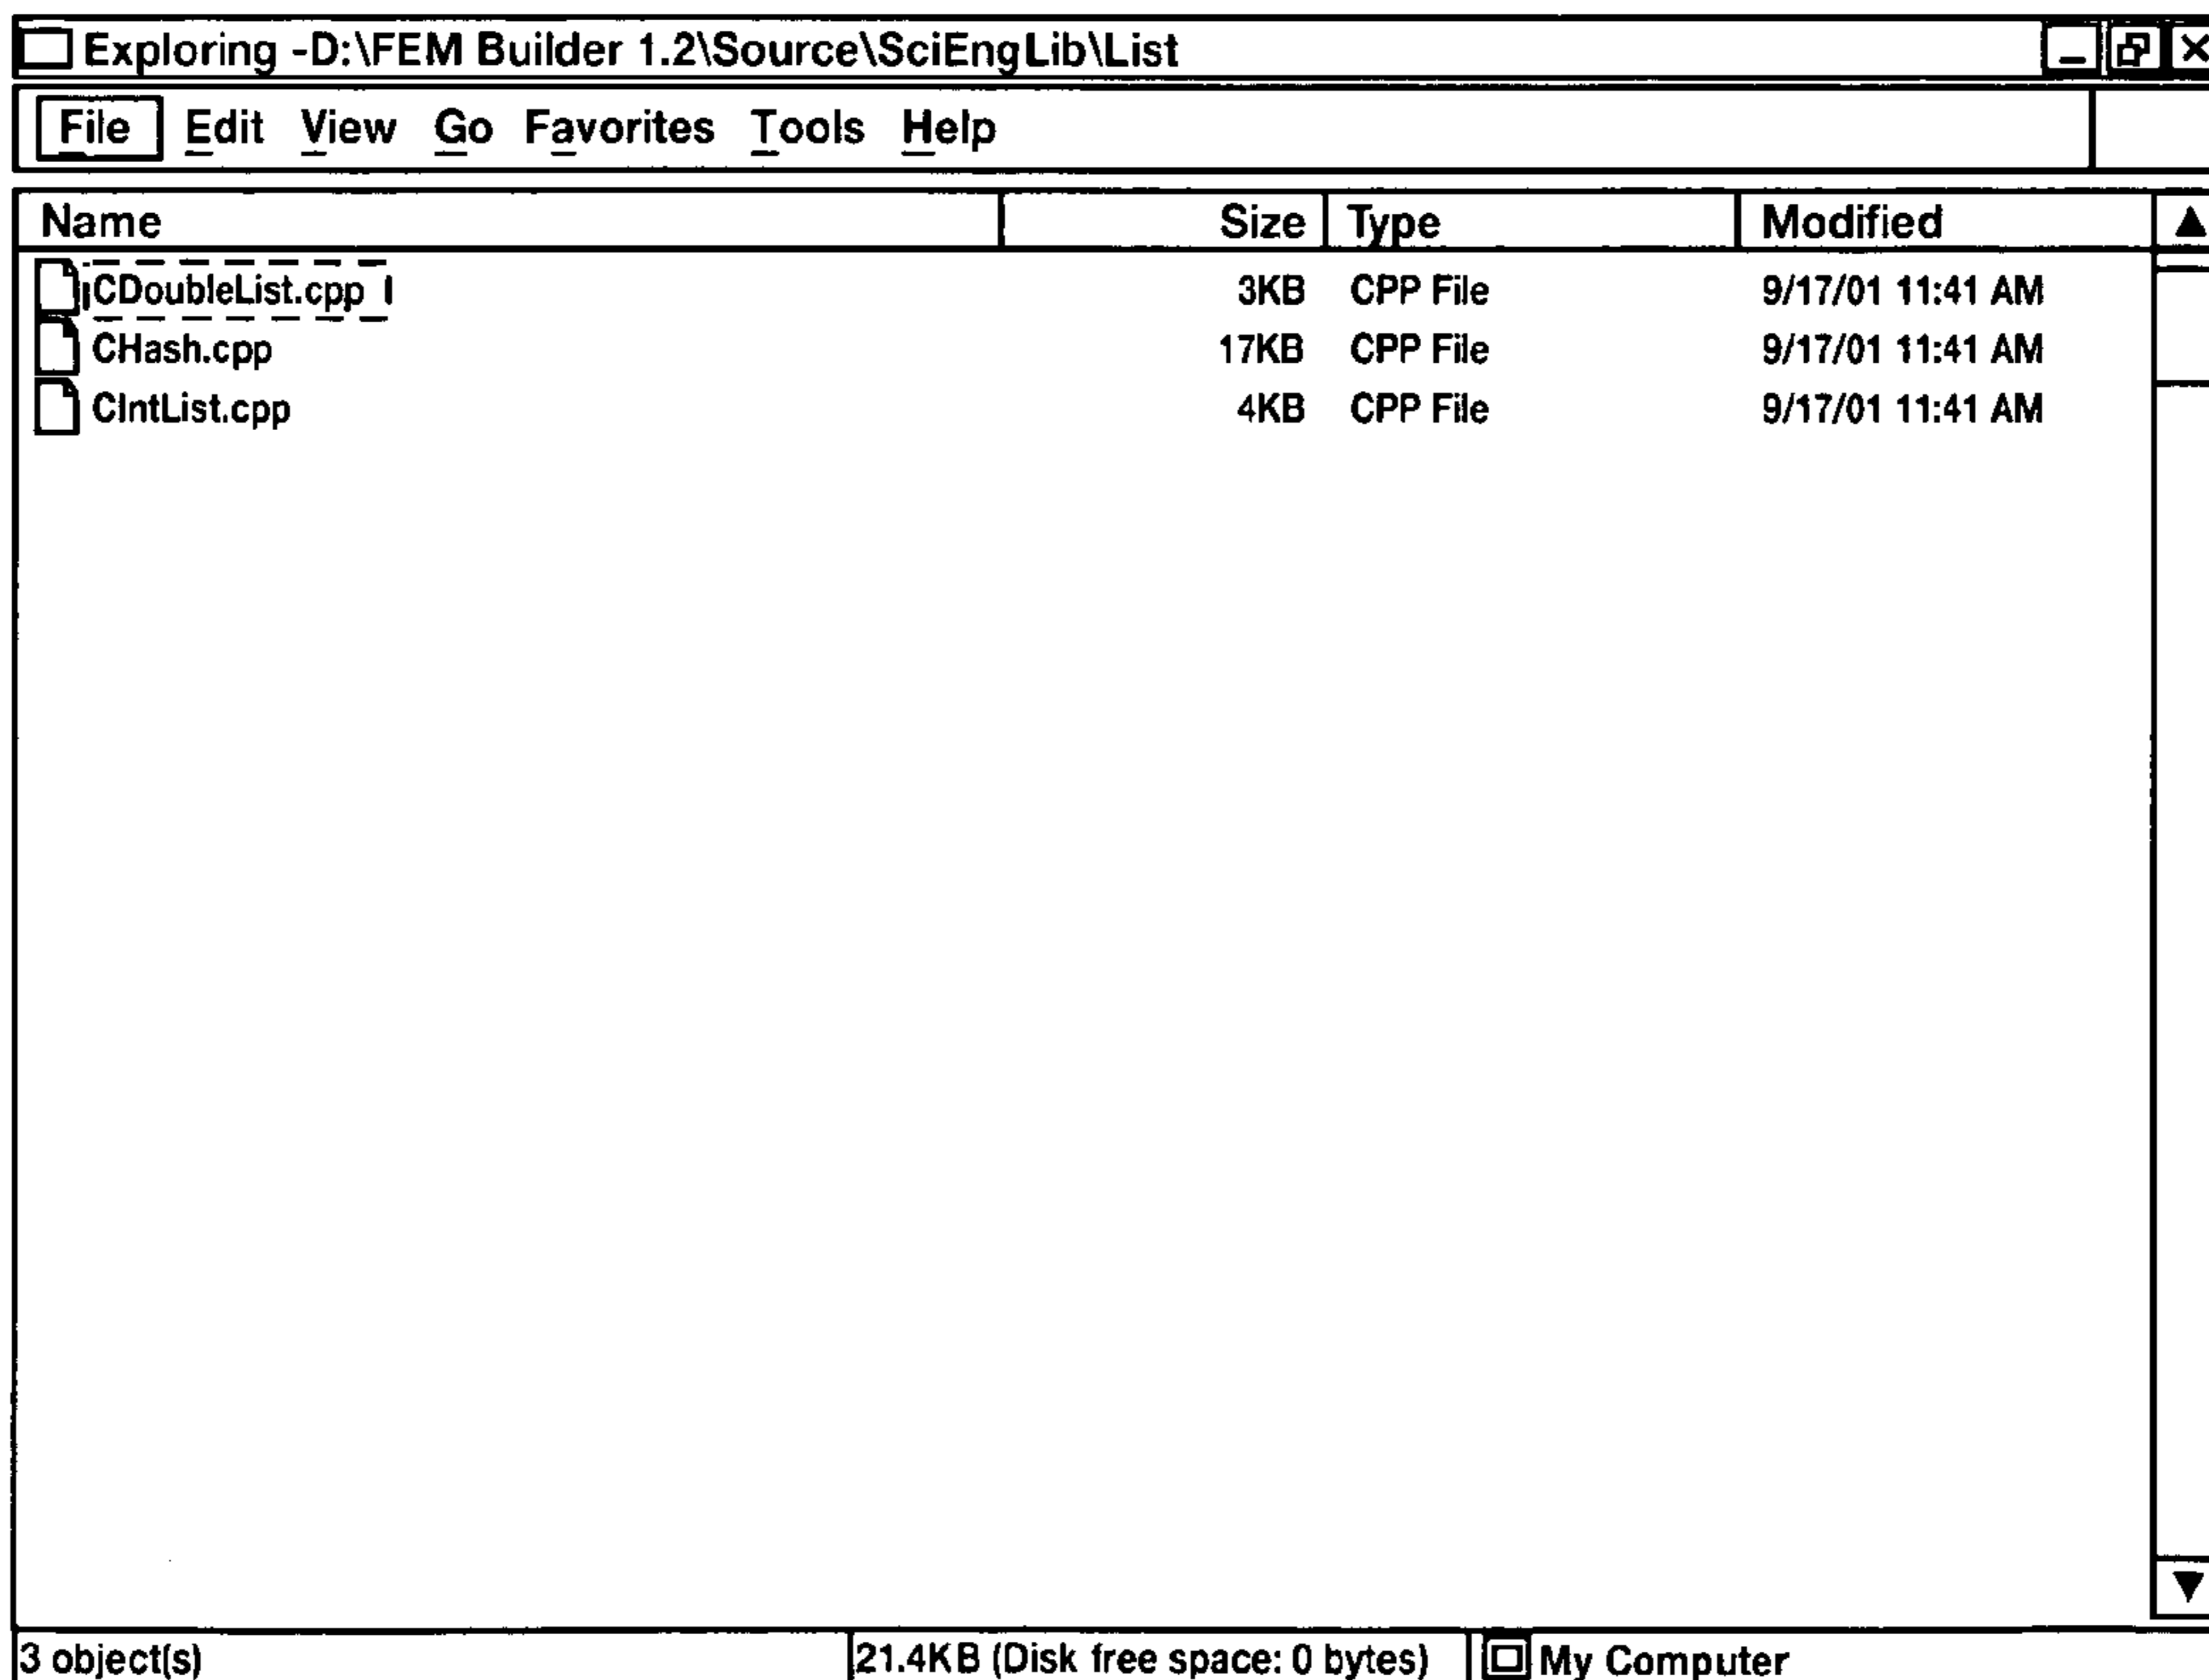 Exploring -D:\FEM Builder 1.2\Source\SciEngLib\List
File Edit View Go Favorites Tools Help
Name Size Type Modified
CDoubleList.cpp 3KB CPP File 9/17/01 11:41 AM
CHash.cpp 17KB CPP File 9/17/01 11:41 AM
CIntList.cpp 4KB CPP File 9/17/01 11:41 AM
3 object(s) 21.4KB (Disk free space: 0 bytes) My Computer